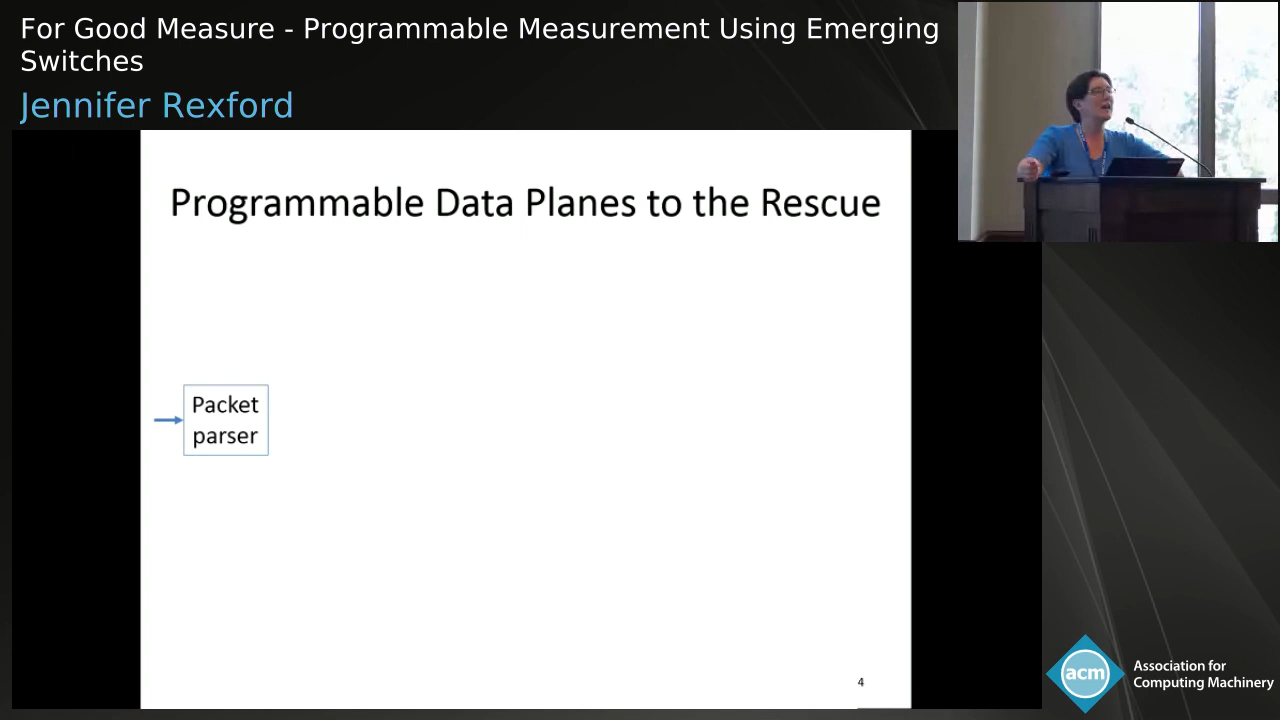 For Good Measure - Programmable Measurement Using Emerging
Switches
Jennifer Rexford
Programmable Data Planes to the Rescue
Packet
parser
4
acm
Association for
Computing Machinery